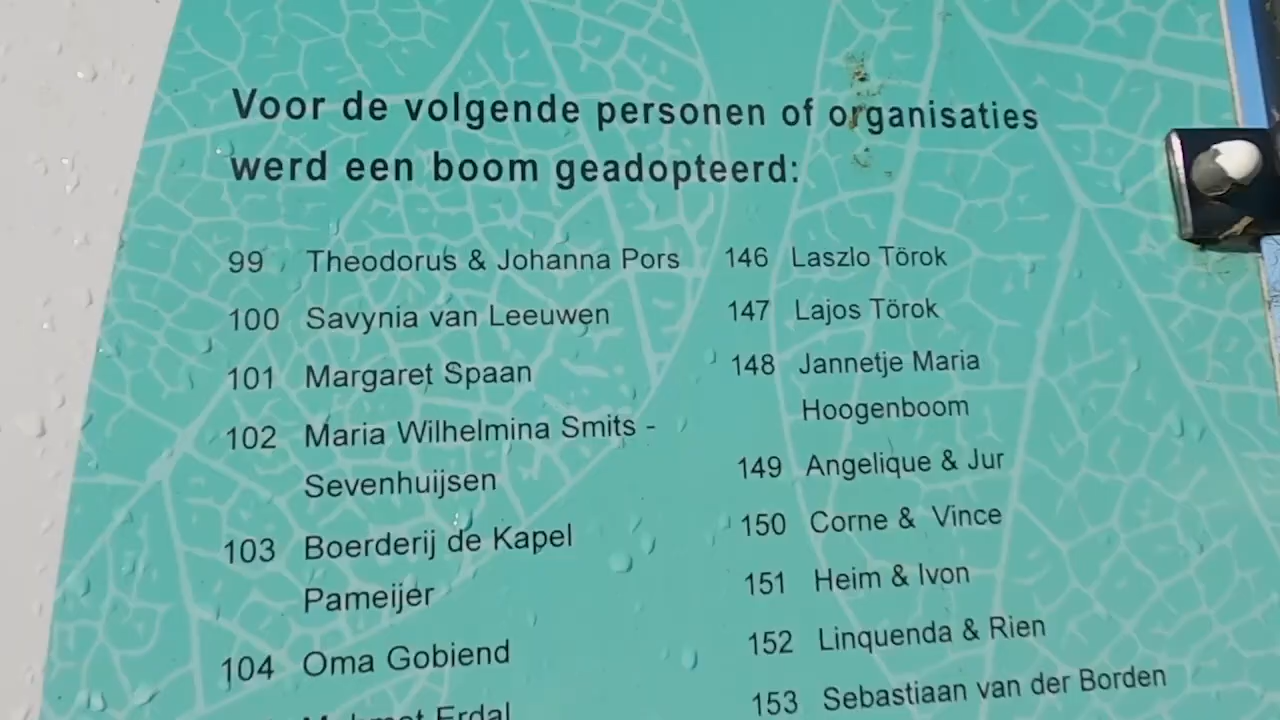 Voor de volgende personen of organisaties
werd een boom geadopteerd:
99 Theodorus & Johanna Pors
100 Savynia van Leeuwen
101 Margaret Spaan
102 Maria Wilhelmina Smits -
Sevenhuijsen
103 Boerderij de Kapel
Pameijer
104 Oma Gobiend
Erdal
146 Laszlo Törok
147 Lajos Törok
148 Jannetje Maria
Hoogenboom
149 Angelique & Jur
150 Corne & Vince
151 Heim & Ivon
152 Linquenda & Rien
153 Sebastiaan van der Borden